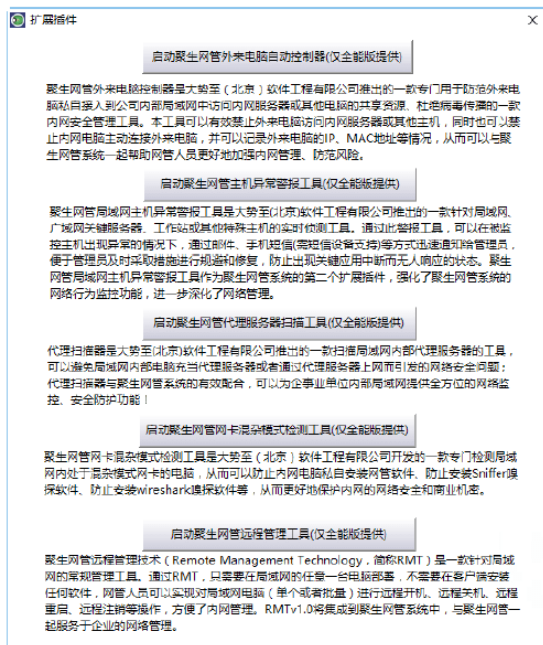 扩展插件
启动聚生网管外来电脑自动控制器(仅全能版提供)
聚生网管外来电脑控制器是大势至（北京）软件工程有限公司推出的一款专门用于防范外来电
脑私自接入到公司内部局域网中访问内网服务器或其他电脑的共享资源、杜绝病毒传播的一款
内网安全管理工具。本工具可以有效禁止外来电脑访问内网服务器或其他主机，同时也可以禁
止内网电脑主动连接外来电脑，并可以记录外来电脑的IP、MAC地址等情况，从而可以与聚
生网管系统一起帮助网管人员更好地加强内网管理、防范风险。
启动聚生网管主机异常警报工具(仅全能版提供)
聚生网管局域网主机异常警报工具是大势至(北京)软件工程有限公司推出的一款针对局域网、
广域网关键服务器、工作站或其他特殊主机的实时侦测工具。通过此警报工具，可以在被监
控主机出现异常的情况下，通过邮件、手机短信(需短信设备支持)等方式迅速通知给管理员，
便于管理员及时采取措施进行规避和修复，防止出现关键应用中断而无人响应的状态。聚生
网管局域网主机异常警报工具作为聚生网管系统的第二个扩展插件，强化了聚生网管系统的
网络行为监控功能，进一步深化了网络管理。
启动聚生网管代理服务器扫描工具(仅全能版提供)
代理扫描器是大势至(北京)软件工程有限公司推出的一款扫描局域网内部代理服务器的工具，
可以避免局域网内部电脑充当代理服务器或者通过代理服务器上网而引发的网络安全问题；
代理扫描器与聚生网管系统的有效配合，可以为企事业单位内部局域网提供全方位的网络监
控、安全防护功能！
启动聚生网管网卡混杂模式检测工具(仅全能版提供)
聚生网管网卡混杂模式检测工具是大势至（北京）软件工程有限公司开发的一款专门检测局域
网内处于混杂模式网卡的电脑，从而可以防止内网电脑私自安装网管软件、防止安装Sniffer嗅
探软件、防止安装wireshark嗅探软件等，从而更好地保护内网的网络安全和商业机密。
启动聚生网管远程管理工具(仅全能版提供)
聚生网管远程管理技术（Remote Management Technology，简称RMT）是一款针对局域
网的常规管理工具。通过RMT，只需要在局域网的任意一台电脑部署，不需要在客户端安装
任何软件，网管人员可以实现对局域网电脑（单个或者批量）进行远程开机、远程关机、远程
重启、远程注销等操作，方便了内网管理。RMTv1.0将集成到聚生网管系统中，与聚生网管一
起服务于企业的网络管理。